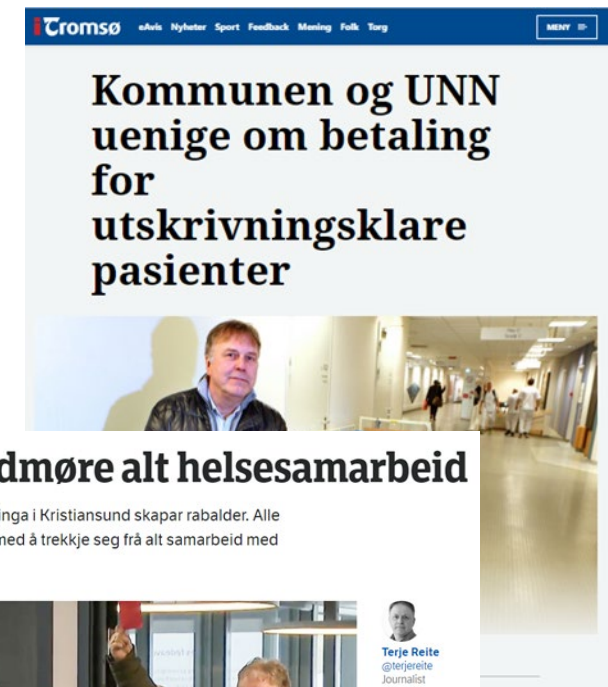 iTromsø
eAvis Nyheter Sport Feedback Mening Folk Torg
MENY
Kommunen og UNN
uenige om betaling
for
utskrivningsklare
pasienter
dmøre alt helsesamarbeid
inga i Kristiansund skapar rabalder. Alle
med å trekkje seg frå alt samarbeid med
Terje Reite
@terjereite
Journalist